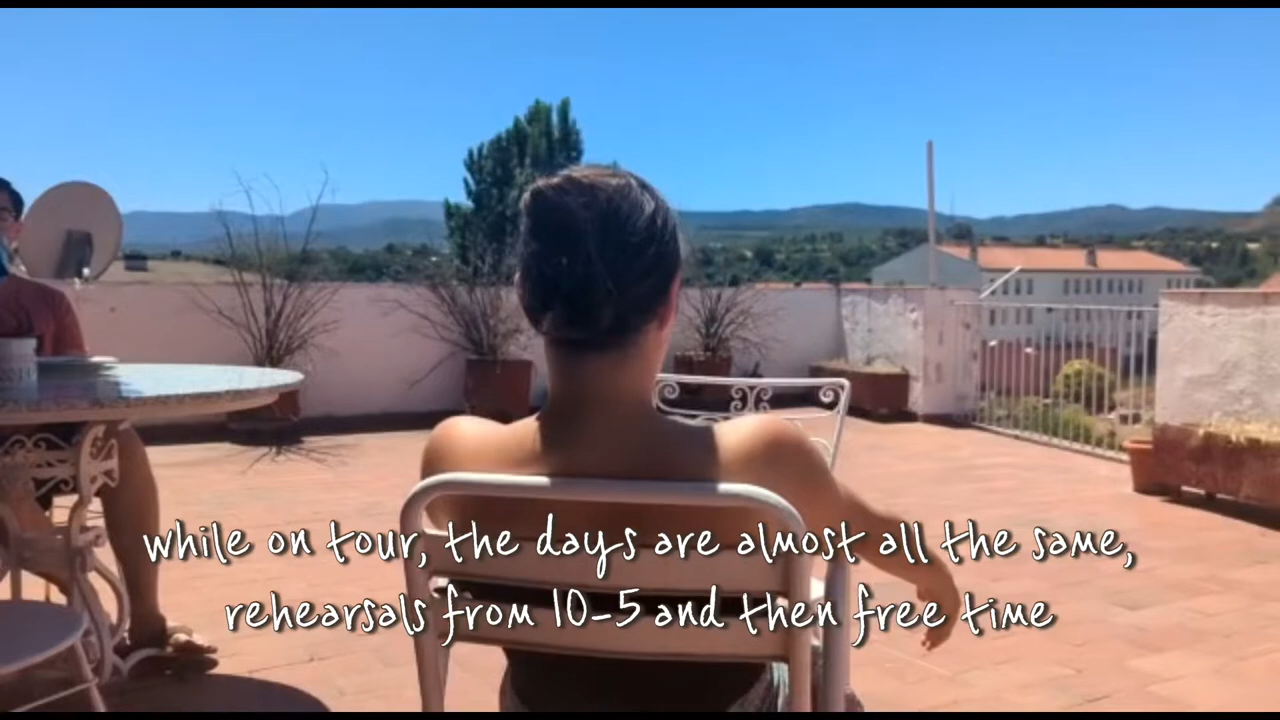 while on tour, the days are almost all the same,
rehearsals from 10-5 and then free time